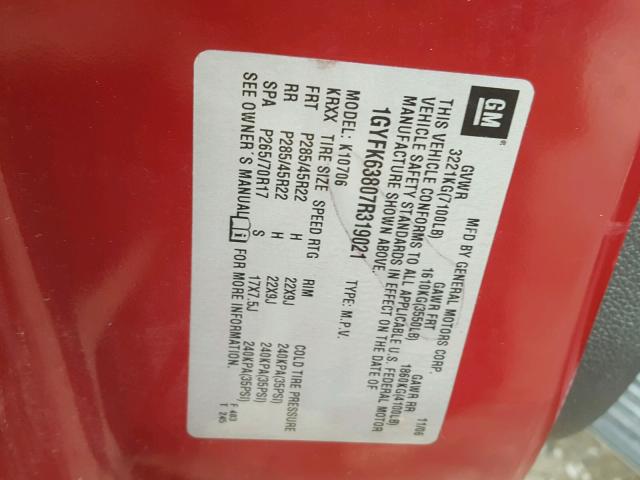 GM ®
MFD BY GENERAL MOTORS CORP. 11/06
GVWR GAWR FRT GAWR RR
3221KG(7100LB) 1610KG(3550LB) 1860KG(4100LB)
THIS VEHICLE CONFORMS TO ALL APPLICABLE U.S. FEDERAL MOTOR
VEHICLE SAFETY STANDARDS IN EFFECT ON THE DATE OF
MANUFACTURE SHOWN ABOVE.
1GYFK63807R319021
MODEL: K10706 TYPE: M.P.V.
KRXX TIRE SIZE SPEED RTG RIM COLD TIRE PRESSURE
FRT P285/45R22 H 22X9J 240KPA(35PSI)
RR P285/45R22 H 22X9J 240KPA(35PSI)
SPA P265/70R17 S 17X7.5J 240KPA(35PSI)
SEE OWNER'S MANUAL FOR MORE INFORMATION.
F 483
T 245